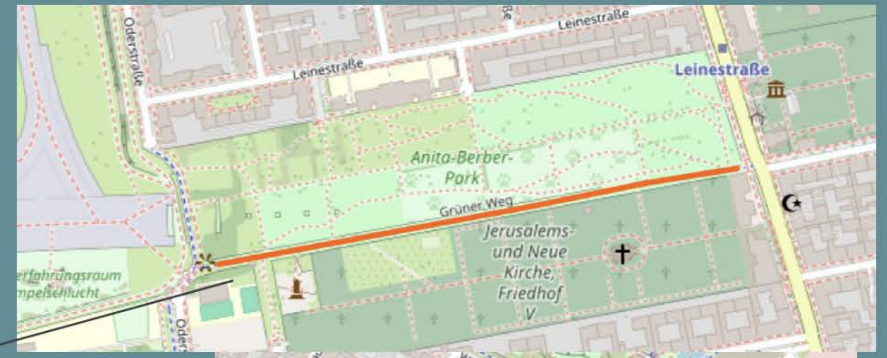 Oderstraße
Leinestraße
Leinestraße
Leinestraße
Anita-Berber-
Park
Grüner Weg
Jerusalems-
und Neue
Kirche,
Friedhof
V
erfahrungsraum
mpelschlucht
Oder